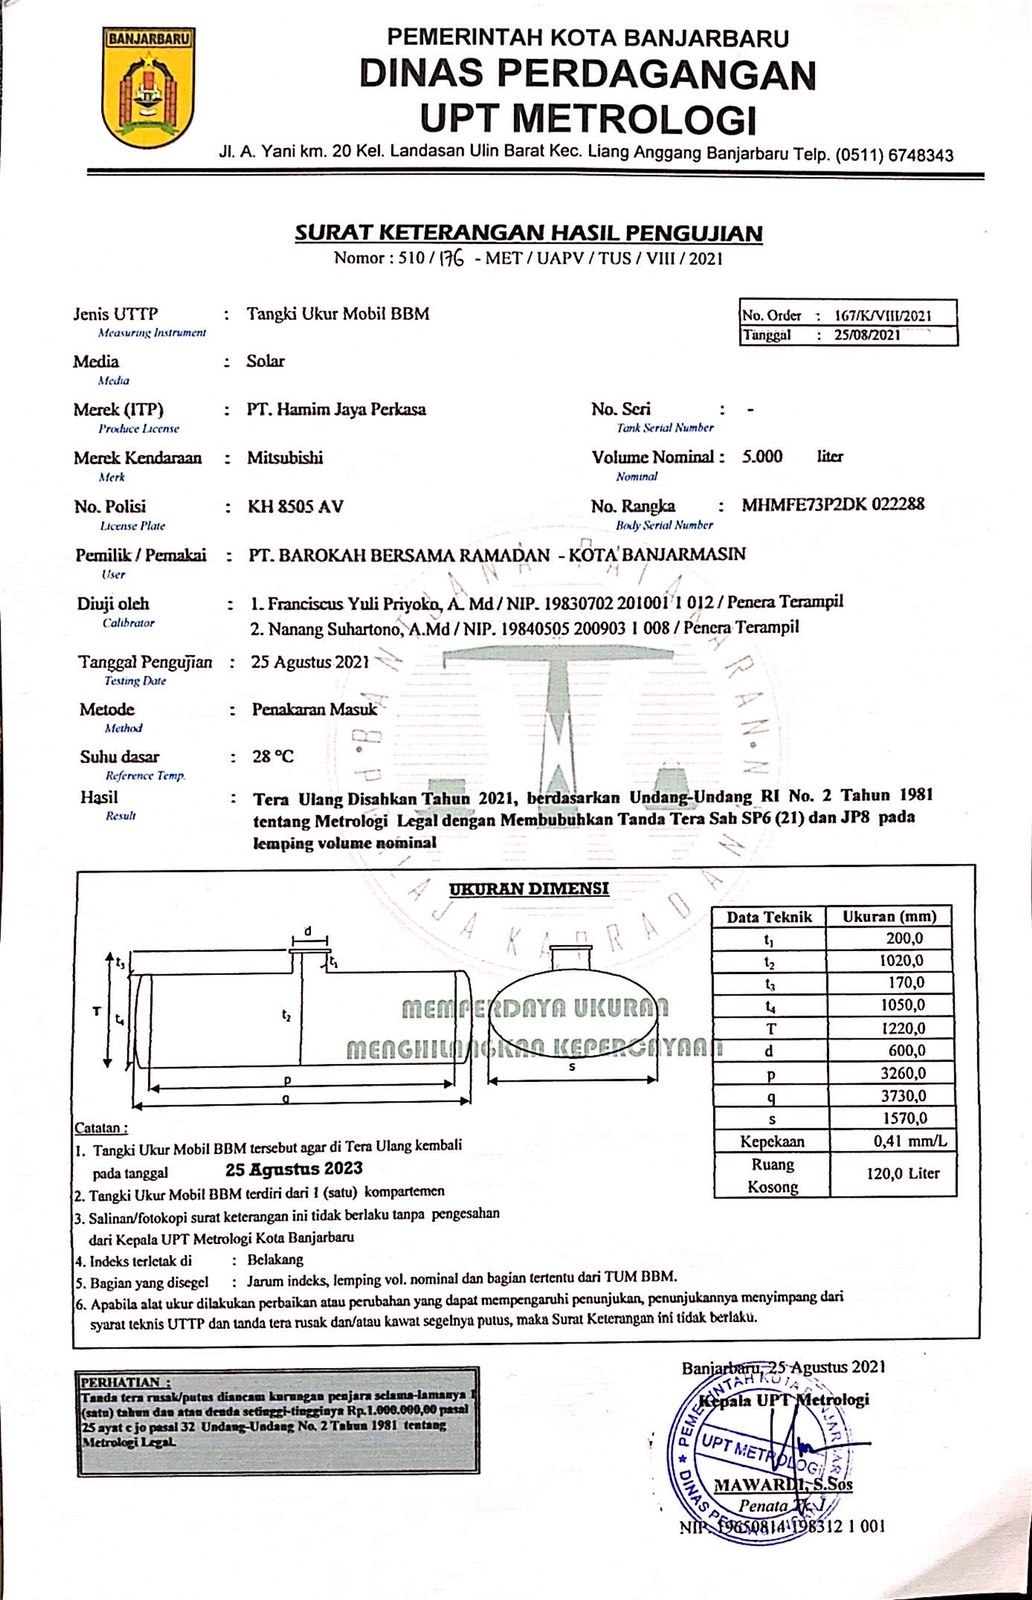 BANJARBARU
PEMERINTAH KOTA BANJARBARU
DINAS PERDAGANGAN
UPT METROLOGI
Jl. A. Yani km. 20 Kel. Landasan Ulin Barat Kec. Liang Anggang Banjarbaru Telp. (0511) 6748343
SURAT KETERANGAN HASIL PENGUJIAN
Nomor : 510 / 176 - MET / UAPV / TUS / VIII / 2021
No. Order : 167/K/VIII/2021
Tanggal : 25/08/2021
Jenis UTTP : Tangki Ukur Mobil BBM
Measuring Instrument
Media : Solar
Media
Merek (ITP) : PT. Hamim Jaya Perkasa No. Seri : -
Produce License Tank Serial Number
Merek Kendaraan : Mitsubishi Volume Nominal : 5.000 liter
Merk Nominal
No. Polisi : KH 8505 AV No. Rangka : MHMFE73P2DK 022288
License Plate Body Serial Number
Pemilik / Pemakai : PT. BAROKAH BERSAMA RAMADAN - KOTA BANJARMASIN
User
Diuji oleh : 1. Franciscus Yuli Priyoko, A. Md / NIP. 19830702 201001 1 012 / Penera Terampil
Calibrator
2. Nanang Suhartono, A.Md / NIP. 19840505 200903 1 008 / Penera Terampil
Tanggal Pengujian : 25 Agustus 2021
Testing Date
Metode : Penakaran Masuk
Method
Suhu dasar : 28 °C
Reference Temp.
Hasil : Tera Ulang Disahkan Tahun 2021, berdasarkan Undang-Undang RI No. 2 Tahun 1981
Result
tentang Metrologi Legal dengan Membubuhkan Tanda Tera Sah SP6 (21) dan JP8 pada
lemping volume nominal
UKURAN DIMENSI
d
t3
t1
T
t4
t2
p
q
s
MEMPERDAYA UKURAN
MENGHILANGKAN KEPERCAYAAN
Data Teknik Ukuran (mm)
t1 200,0
t2 1020,0
t3 170,0
t4 1050,0
T 1220,0
d 600,0
p 3260,0
q 3730,0
s 1570,0
Kepekaan 0,41 mm/L
Ruang Kosong 120,0 Liter
Catatan :
1. Tangki Ukur Mobil BBM tersebut agar di Tera Ulang kembali
pada tanggal 25 Agustus 2023
2. Tangki Ukur Mobil BBM terdiri dari 1 (satu) kompartemen
3. Salinan/fotokopi surat keterangan ini tidak berlaku tanpa pengesahan
dari Kepala UPT Metrologi Kota Banjarbaru
4. Indeks terletak di : Belakang
5. Bagian yang disegel : Jarum indeks, lemping vol. nominal dan bagian tertentu dari TUM BBM.
6. Apabila alat ukur dilakukan perbaikan atau perubahan yang dapat mempengaruhi penunjukan, penunjukannya menyimpang dari
syarat teknis UTTP dan tanda tera rusak dan/atau kawat segelnya putus, maka Surat Keterangan ini tidak berlaku.
PERHATIAN :
Tanda tera rusak/putus diancam kurungan penjara selama-lamanya 1
(satu) tahun dan atau denda setinggi-tingginya Rp.1.000.000,00 pasal
25 ayat c jo pasal 32 Undang-Undang No. 2 Tahun 1981 tentang
Metrologi Legal.
Banjarbaru, 25 Agustus 2021
Kepala UPT Metrologi
UPT METROLOGI
MAWARDI, S.Sos
Penata Tk.I
NIP. 19650814 198312 1 001